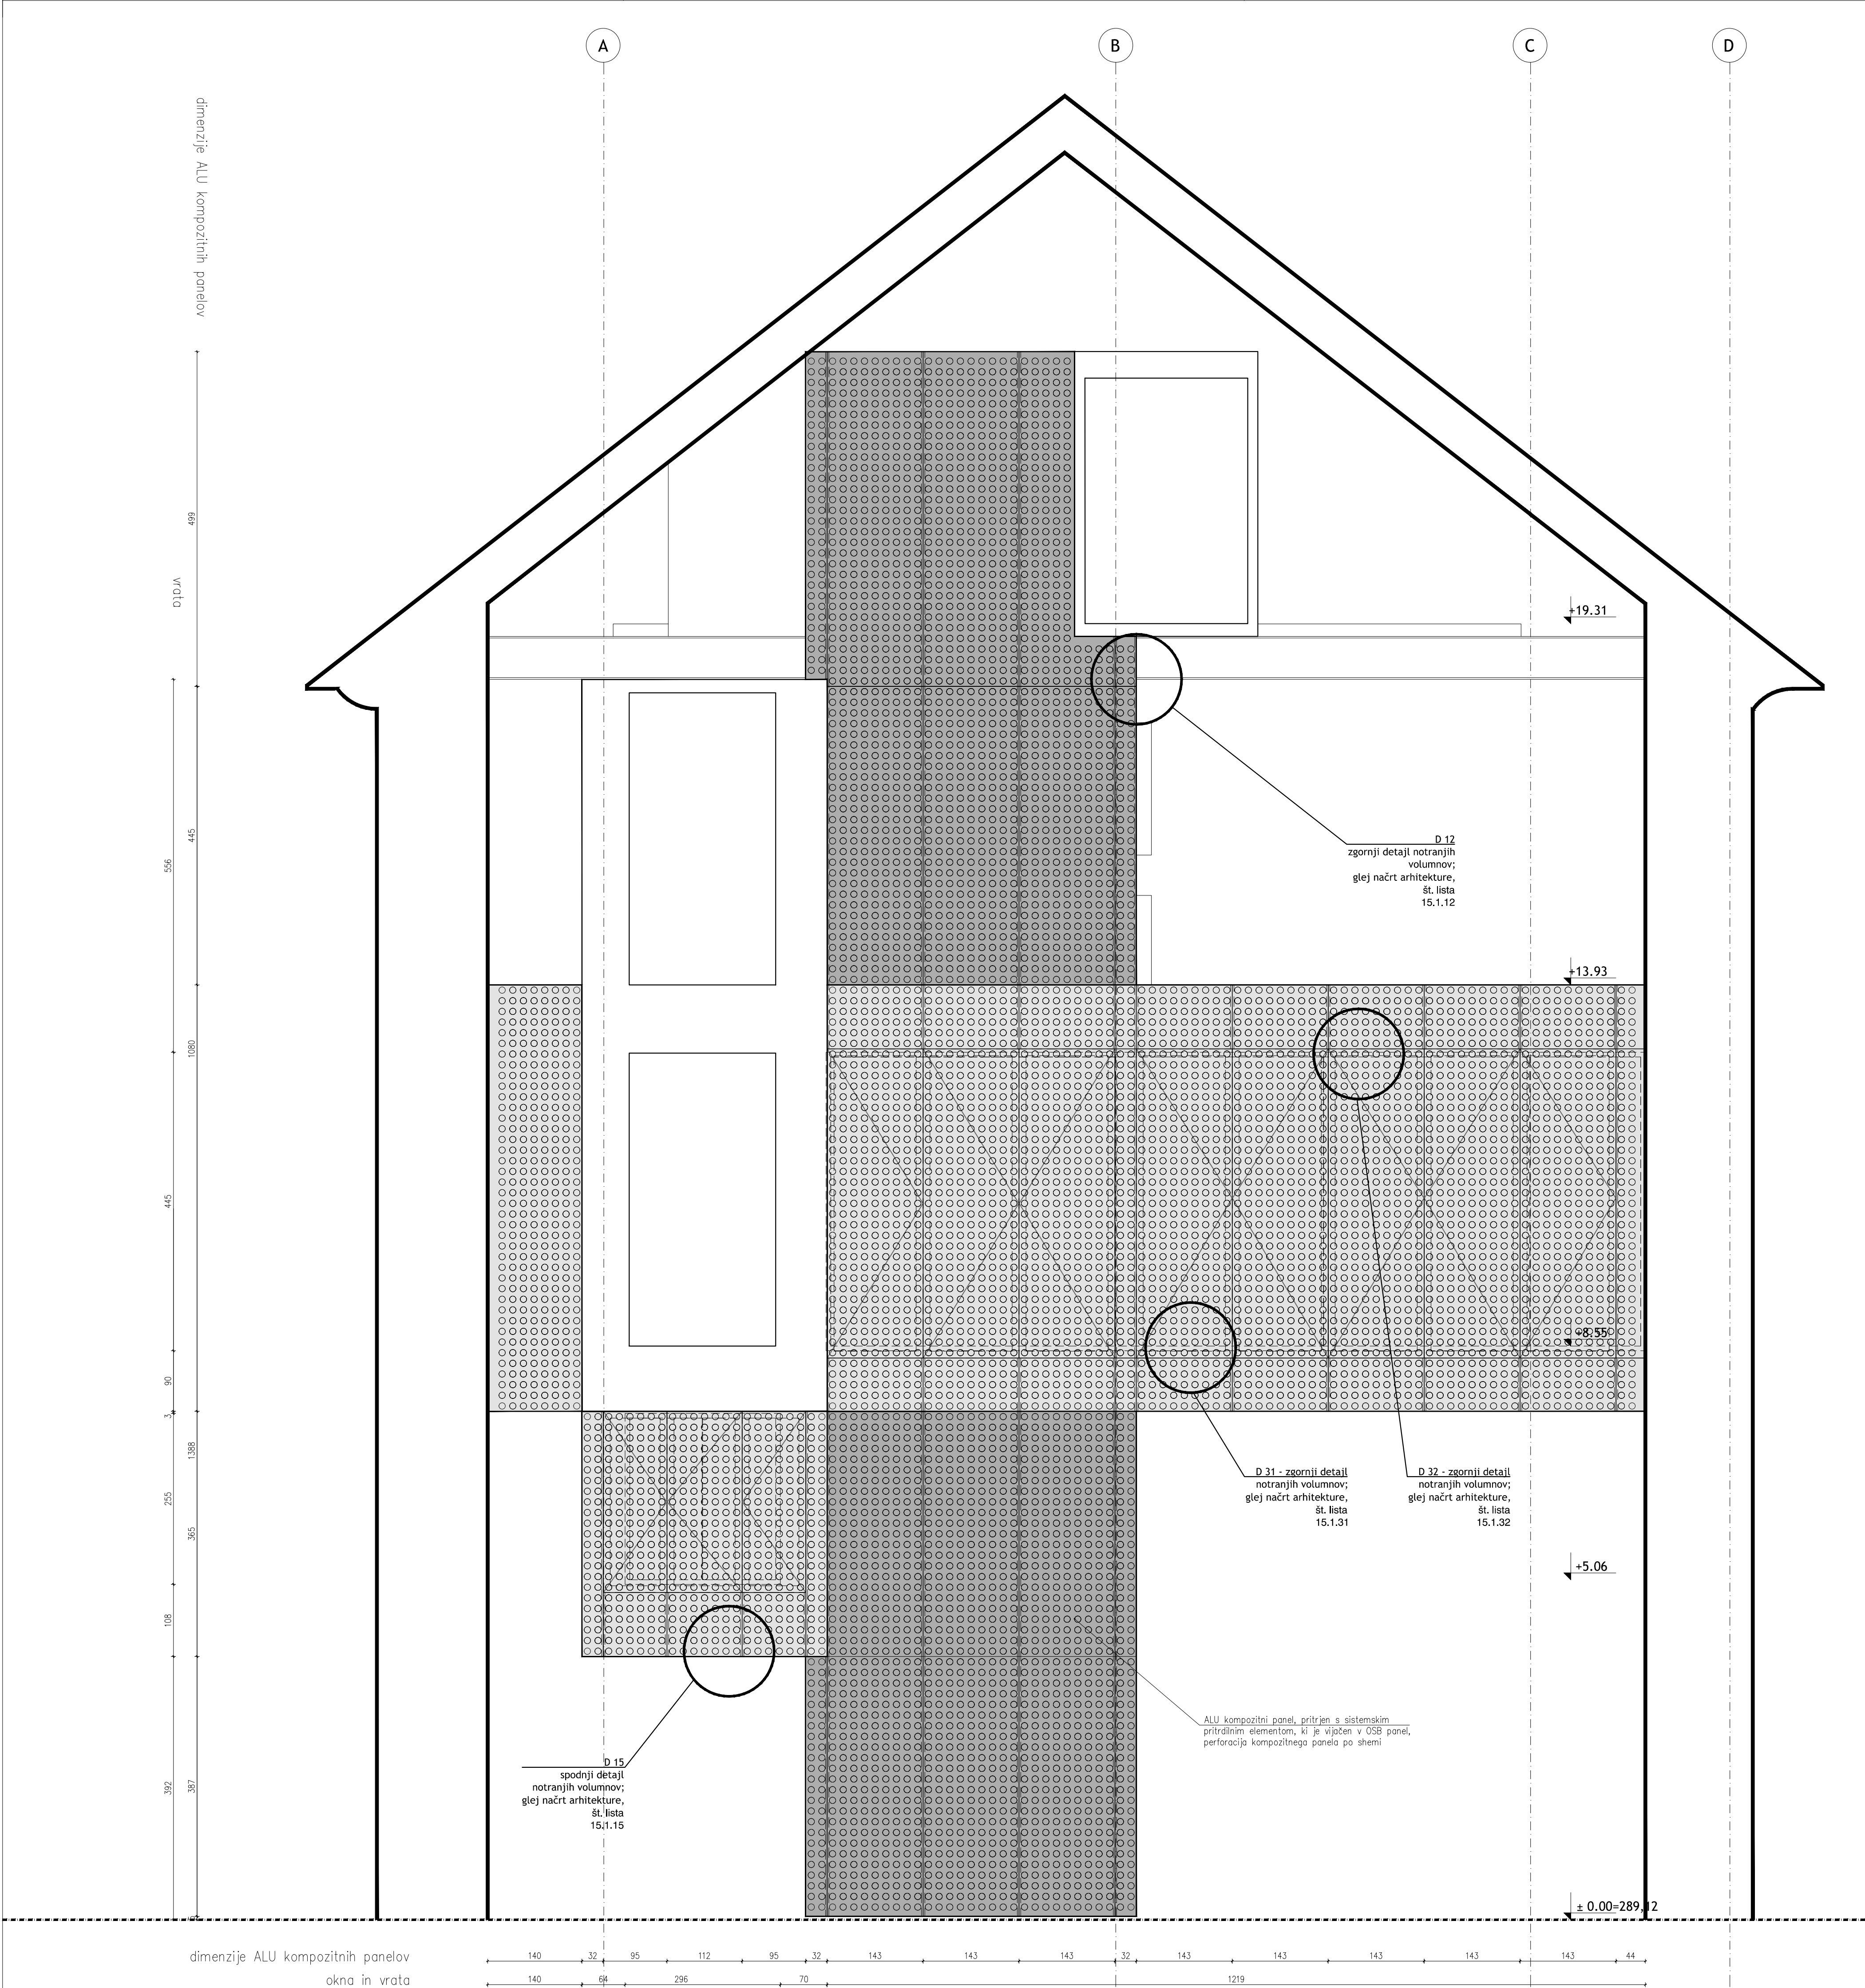 A
B
C
D
dimenzije ALU kompozitnih panelov
vrata
499
445
1080
1388
365
387
556
445
90
3
255
108
392
+19.31
+13.93
+8.55
+5.06
± 0.00=289,12
D 12
zgornji detajl notranjih
volumnov;
glej načrt arhitekture,
št. lista
15.1.12
D 31 - zgornji detajl
notranjih volumnov;
glej načrt arhitekture,
št. lista
15.1.31
D 32 - zgornji detajl
notranjih volumnov;
glej načrt arhitekture,
št. lista
15.1.32
ALU kompozitni panel, pritrjen s sistemskim
pritrdilnim elementom, ki je vijačen v OSB panel,
perforacija kompozitnega panela po shemi
D 15
spodnji detajl
notranjih volumnov;
glej načrt arhitekture,
št. lista
15.1.15
dimenzije ALU kompozitnih panelov
140 32 95 112 95 32 143 143 143 32 143 143 143 143 143 44
okna in vrata
140 64 296 70 1219